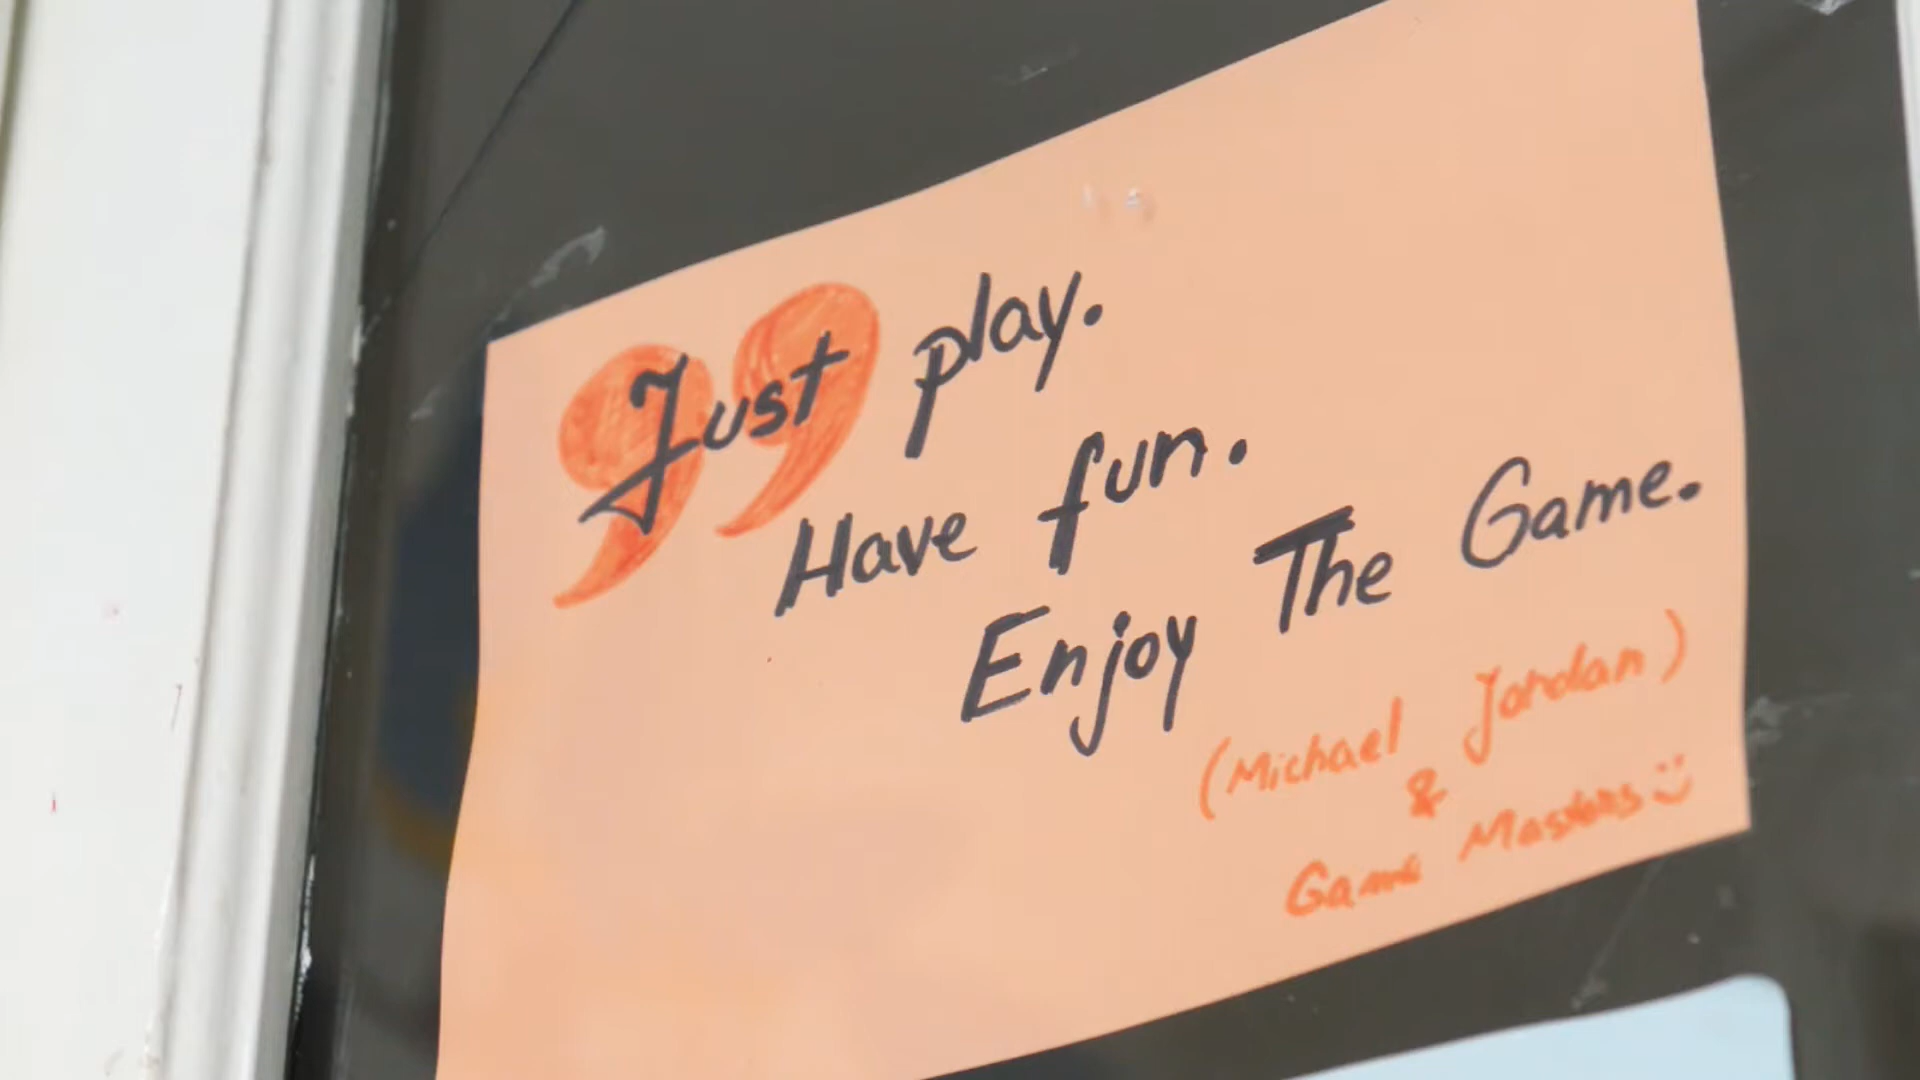 Just play.
Have fun.
Enjoy The Game.
(Michael Jordan)
&
Game Masters